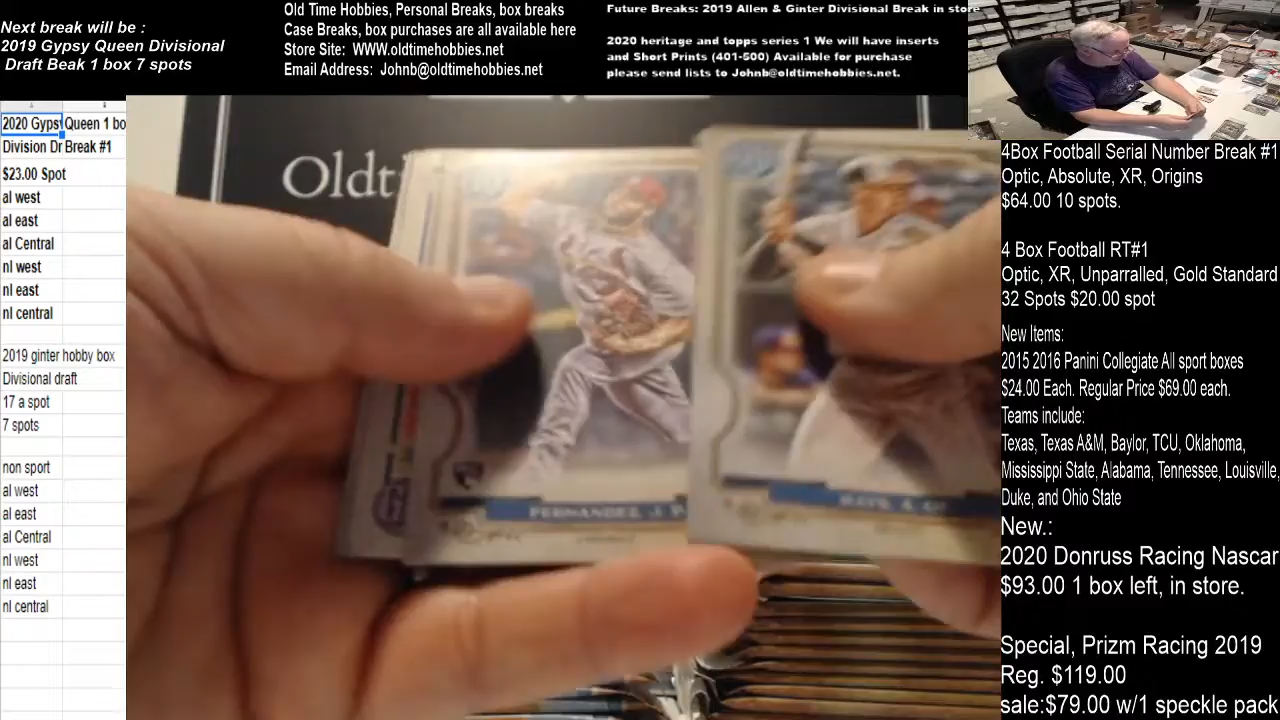 Next break will be :
2019 Gypsy Queen Divisional
Draft Beak 1 box 7 spots
Old Time Hobbies, Personal Breaks, box breaks
Case Breaks, box purchases are all available here
Store Site: WWW.oldtimehobbies.net
Email Address: Johnb@oldtimehobbies.net
Future Breaks: 2019 Allen & Ginter Divisional Break in store
2020 heritage and topps series 1 We will have inserts
and Short Prints (401-500) Available for purchase
please send lists to Johnb@oldtimehobbies.net.
2020 Gypsy Queen 1 bo
Division Dr Break #1
$23.00 Spot
al west
al east
al Central
nl west
nl east
nl central
2019 ginter hobby box
Divisional draft
17 a spot
7 spots
non sport
al west
al east
al Central
nl west
nl east
nl central
Oldt
FERNANDEZ
4Box Football Serial Number Break #1
Optic, Absolute, XR, Origins
$64.00 10 spots.
4 Box Football RT#1
Optic, XR, Unparralled, Gold Standard
32 Spots $20.00 spot
New Items:
2015 2016 Panini Collegiate All sport boxes
$24.00 Each. Regular Price $69.00 each.
Teams include:
Texas, Texas A&M, Baylor, TCU, Oklahoma,
Mississippi State, Alabama, Tennessee, Louisville,
Duke, and Ohio State
New.:
2020 Donruss Racing Nascar
$93.00 1 box left, in store.
Special, Prizm Racing 2019
Reg. $119.00
sale:$79.00 w/1 speckle pack